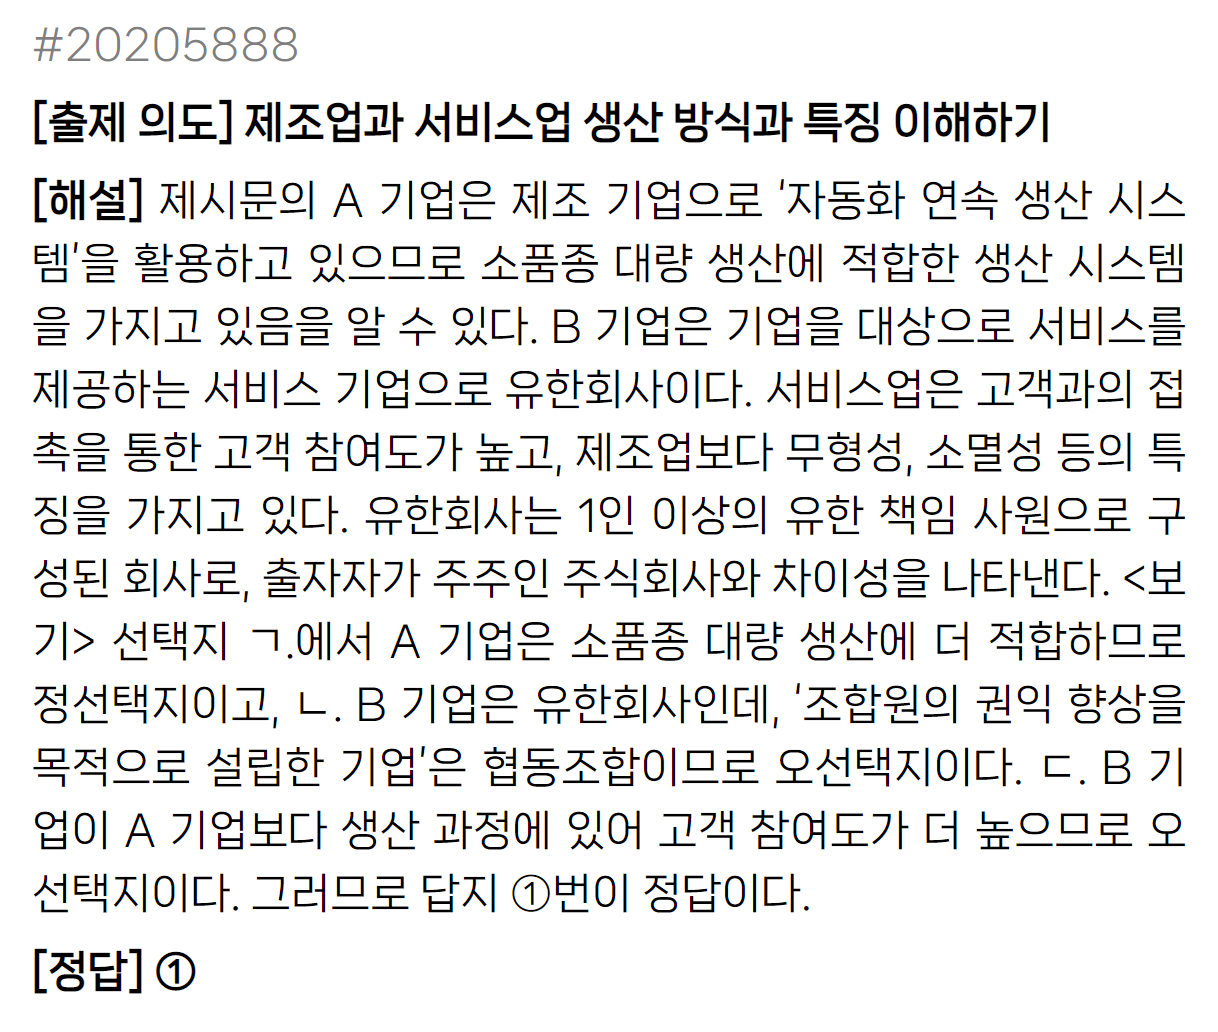 #20205888
[출제 의도] 제조업과 서비스업 생산 방식과 특징 이해하기
[해설] 제시문의 A 기업은 제조 기업으로 '자동화 연속 생산 시스
템'을 활용하고 있으므로 소품종 대량 생산에 적합한 생산 시스템
을 가지고 있음을 알 수 있다. B 기업은 기업을 대상으로 서비스를
제공하는 서비스 기업으로 유한회사이다. 서비스업은 고객과의 접
촉을 통한 고객 참여도가 높고, 제조업보다 무형성, 소멸성 등의 특
징을 가지고 있다. 유한회사는 1인 이상의 유한 책임 사원으로 구
성된 회사로, 출자자가 주주인 주식회사와 차이성을 나타낸다. <보
기> 선택지 ㄱ.에서 A 기업은 소품종 대량 생산에 더 적합하므로
정선택지이고, ㄴ. B 기업은 유한회사인데, '조합원의 권익 향상을
목적으로 설립한 기업'은 협동조합이므로 오선택지이다. ㄷ. B 기
업이 A 기업보다 생산 과정에 있어 고객 참여도가 더 높으므로 오
선택지이다. 그러므로 답지 ①번이 정답이다.
[정답] ①